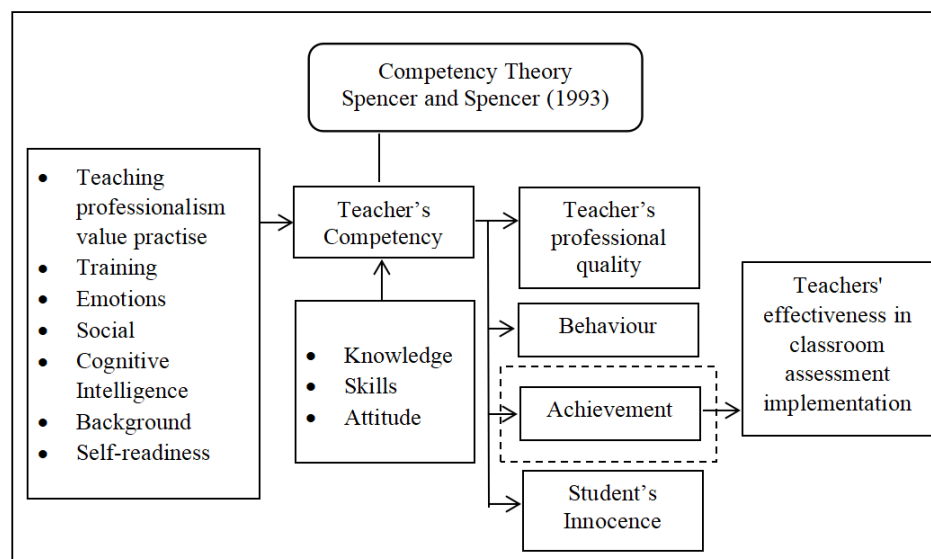 Competency Theory
Spencer and Spencer (1993)
• Teaching
professionalism
value practise
• Training
• Emotions
• Social
• Cognitive
Intelligence
• Background
• Self-readiness
Teacher’s
Competency
• Knowledge
• Skills
• Attitude
Teacher’s
professional
quality
Behaviour
Achievement
Student’s
Innocence
Teachers'
effectiveness in
classroom
assessment
implementation